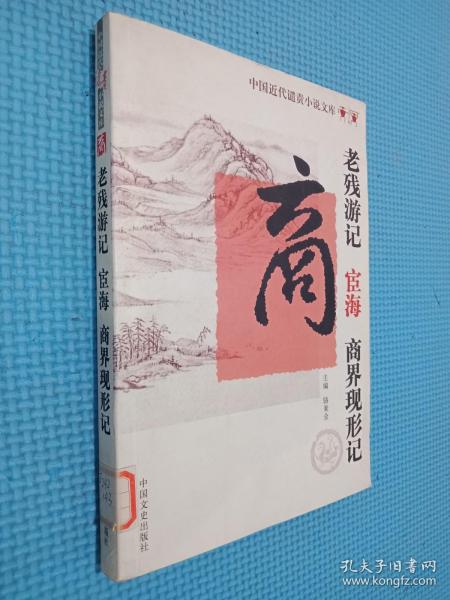 中国近代谴责小说文库
商
老残游记
宦海
商界现形记
主编
中国文史出版社
商
老残游记
宦海
商界现形记
孔夫子旧书网
www.kongfz.com